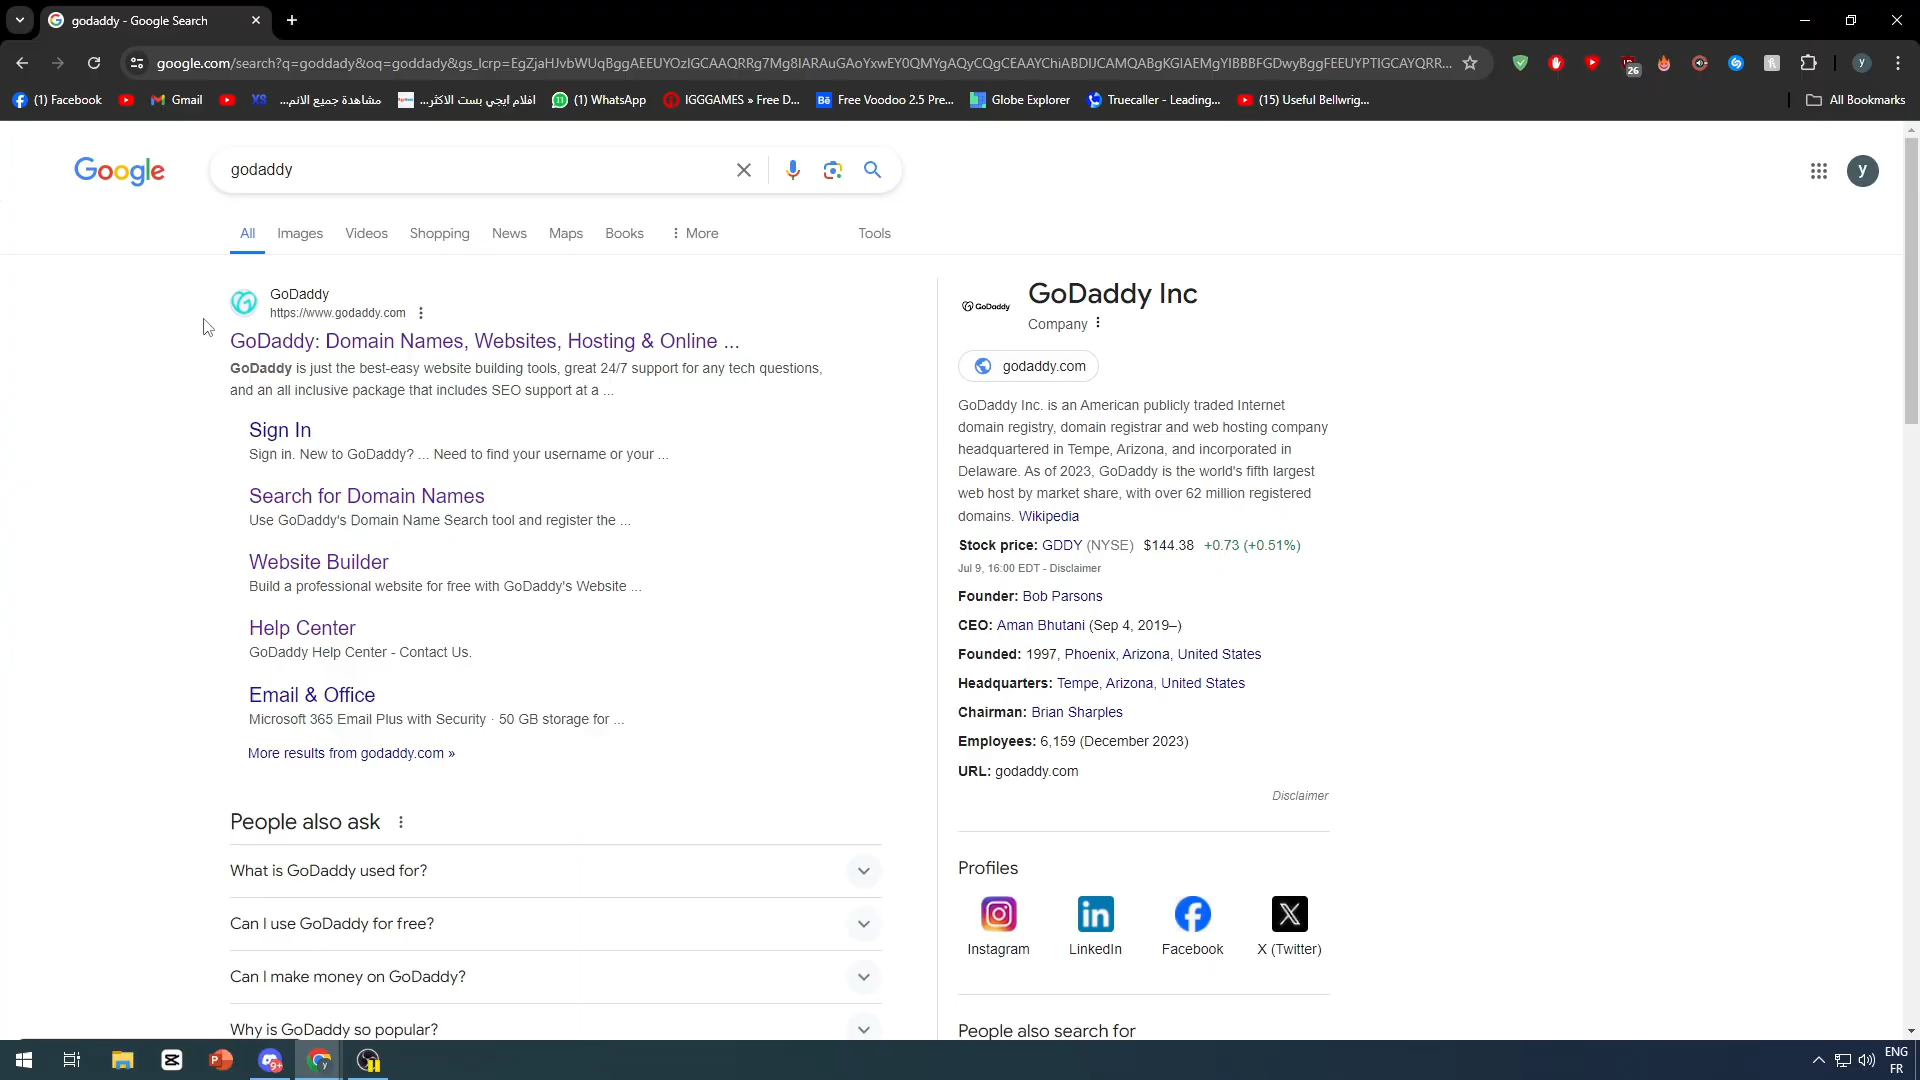 godaddy - Google Search
google.com/search?q=goddady&oq=goddady&gs_lcrp=EgZjaHJvbWUqBggAEEUYOzIGCAAQRRg7Mg8IARAuGAoYxwEY0QMYgAQyCQgCEAAYChiABDIJCAMQABgKGIAEMgYIBBBFGDwyBggFEEUYPTIGCAYQRR...
26
y
(1) Facebook
Gmail
XS
مشاهدة جميع الانم...
افلام ايجي بست الاكثر...
(1) WhatsApp
IGGGAMES » Free D...
Free Voodoo 2.5 Pre...
Globe Explorer
Truecaller - Leading...
(15) Useful Bellwrig...
All Bookmarks
Google
godaddy
y
All
Images
Videos
Shopping
News
Maps
Books
More
Tools
GoDaddy
https://www.godaddy.com
GoDaddy: Domain Names, Websites, Hosting & Online ...
GoDaddy is just the best-easy website building tools, great 24/7 support for any tech questions,
and an all inclusive package that includes SEO support at a ...
Sign In
Sign in. New to GoDaddy? ... Need to find your username or your ...
Search for Domain Names
Use GoDaddy's Domain Name Search tool and register the ...
Website Builder
Build a professional website for free with GoDaddy's Website ...
Help Center
GoDaddy Help Center - Contact Us.
Email & Office
Microsoft 365 Email Plus with Security · 50 GB storage for ...
More results from godaddy.com »
People also ask
What is GoDaddy used for?
Can I use GoDaddy for free?
Can I make money on GoDaddy?
Why is GoDaddy so popular?
GoDaddy
GoDaddy Inc
Company
godaddy.com
GoDaddy Inc. is an American publicly traded Internet
domain registry, domain registrar and web hosting company
headquartered in Tempe, Arizona, and incorporated in
Delaware. As of 2023, GoDaddy is the world's fifth largest
web host by market share, with over 62 million registered
domains. Wikipedia
Stock price: GDDY (NYSE) $144.38 +0.73 (+0.51%)
Jul 9, 16:00 EDT - Disclaimer
Founder: Bob Parsons
CEO: Aman Bhutani (Sep 4, 2019–)
Founded: 1997, Phoenix, Arizona, United States
Headquarters: Tempe, Arizona, United States
Chairman: Brian Sharples
Employees: 6,159 (December 2023)
URL: godaddy.com
Disclaimer
Profiles
Instagram
LinkedIn
Facebook
X (Twitter)
People also search for
9+
ENG
FR